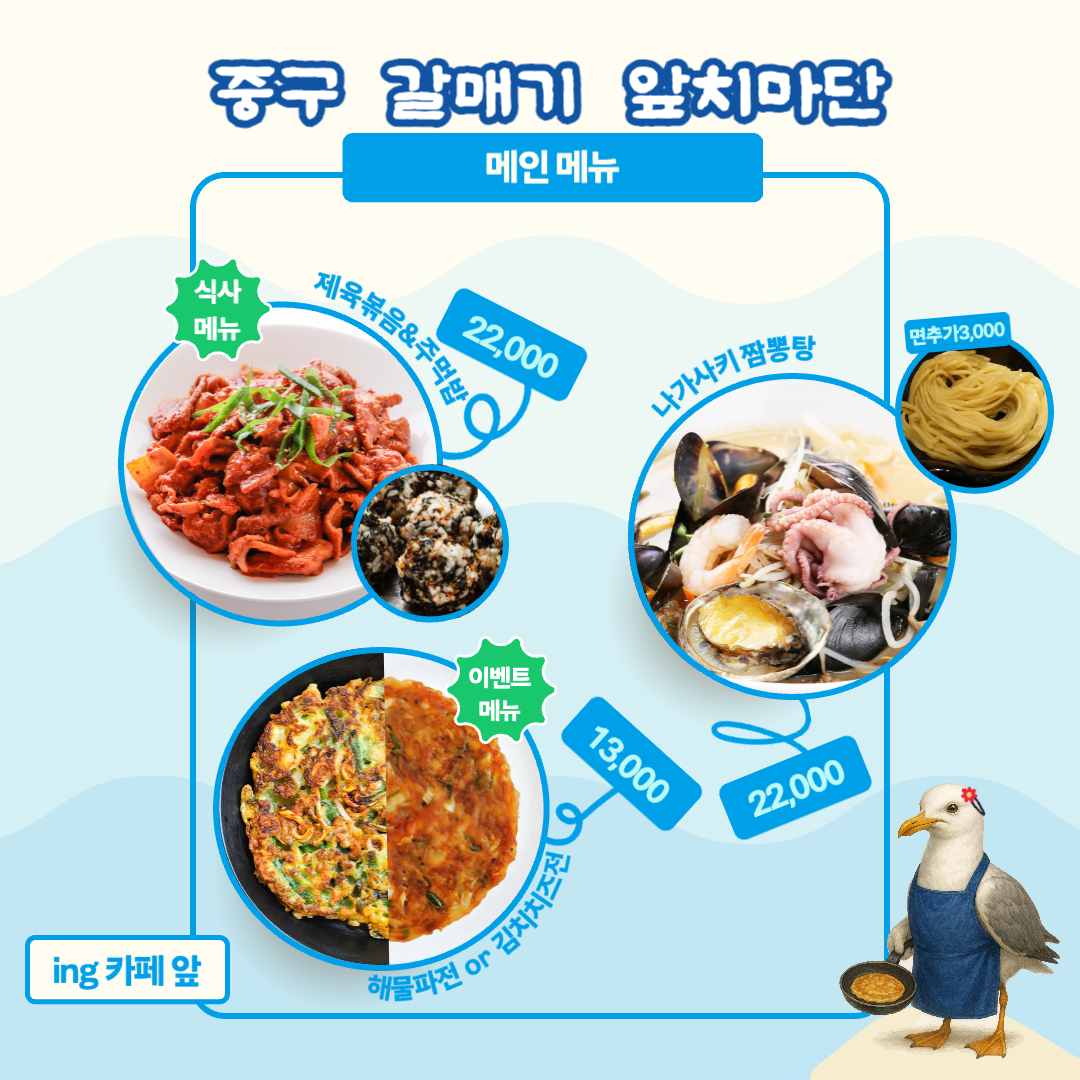 중구 갈매기 앞치마단
메인 메뉴
식사
메뉴
제육볶음&주먹밥
22,000
나가사키 짬뽕탕
면추가3,000
22,000
이벤트
메뉴
13,000
해물파전 or 김치치즈전
ing 카페 앞